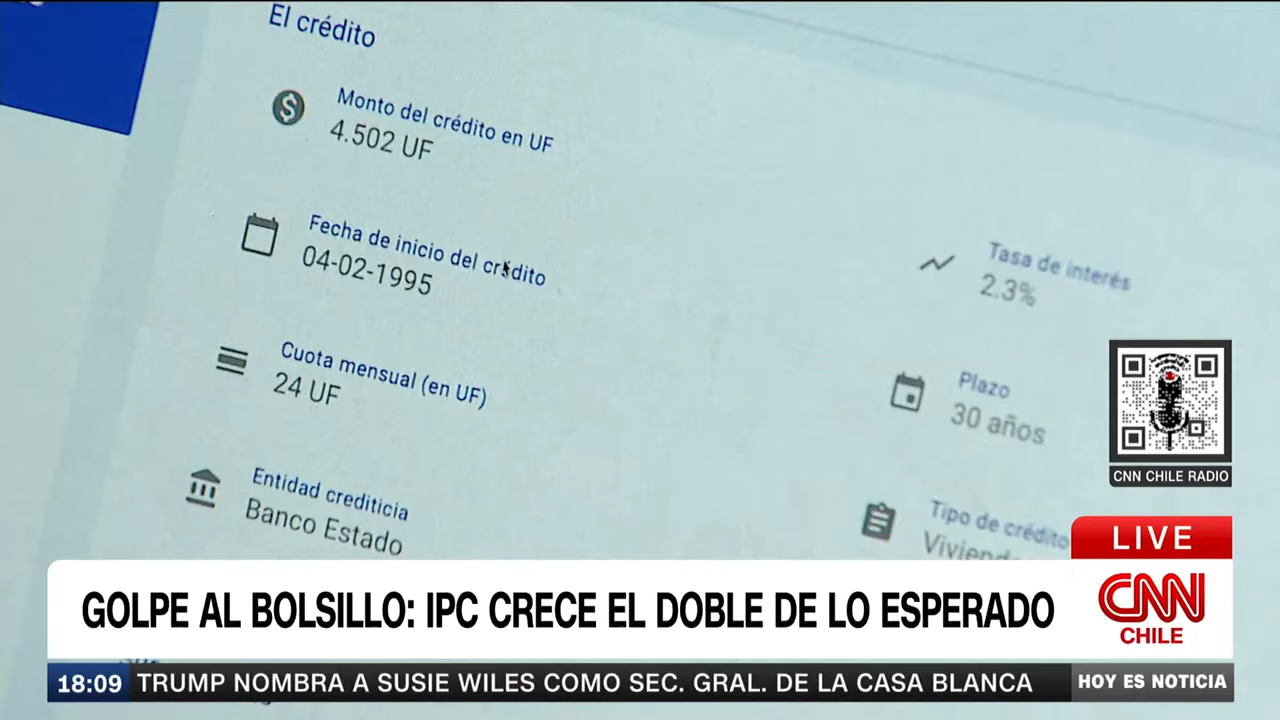 El crédito
Monto del crédito en UF
4.502 UF
Fecha de inicio del crédito
04-02-1995
Tasa de interés
2.3%
Cuota mensual (en UF)
24 UF
Plazo
30 años
Entidad crediticia
Banco Estado
Tipo de crédito
CNN CHILE RADIO
LIVE
CNN
CHILE
GOLPE AL BOLSILLO: IPC CRECE EL DOBLE DE LO ESPERADO
18:09 TRUMP NOMBRA A SUSIE WILES COMO SEC. GRAL. DE LA CASA BLANCA
HOY ES NOTICIA